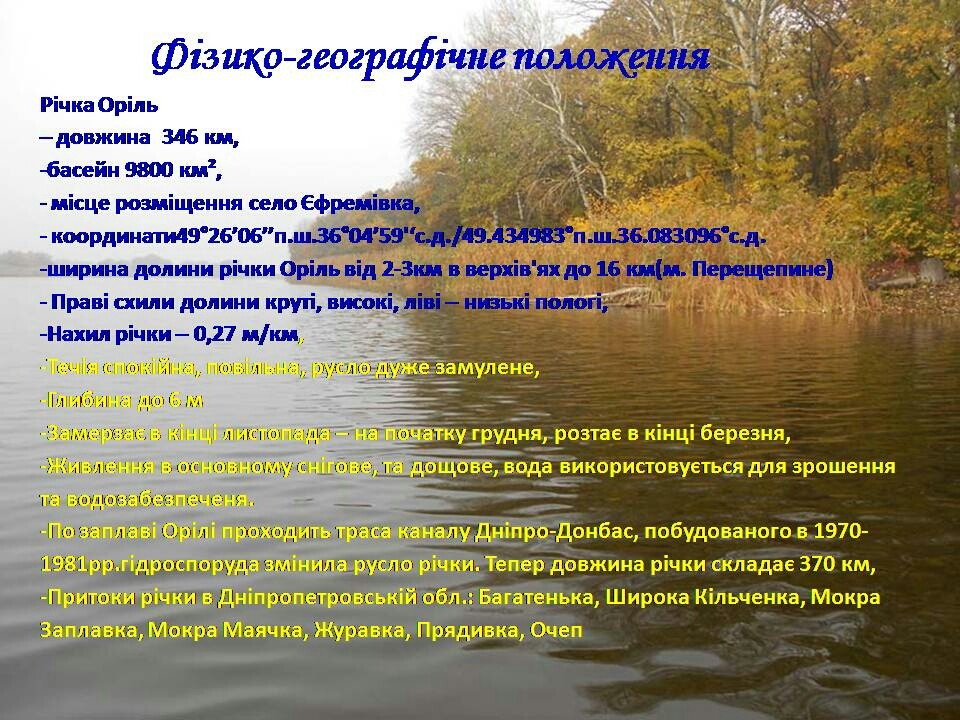 Фізико-географічне положення
Річка Оріль
– довжина 346 км,
-басейн 9800 км²,
- місце розміщення село Єфремівка,
- координати49°26′06′′п.ш.36°04′59'‘с.д./49.434983°п.ш.36.083096°с.д.
-ширина долини річки Оріль від 2-3км в верхів'ях до 16 км(м. Перещепине)
- Праві схили долини круті, високі, ліві – низькі пологі,
-Нахил річки – 0,27 м/км,
-Течія спокійна, повільна, русло дуже замулене,
-Глибина до 6 м
-Замерзає в кінці листопада – на початку грудня, розтає в кінці березня,
-Живлення в основному снігове, та дощове, вода використовується для зрошення
та водозабезпеченя.
-По заплаві Орілі проходить траса каналу Дніпро-Донбас, побудованого в 1970-
1981рр.гідроспоруда змінила русло річки. Тепер довжина річки складає 370 км,
-Притоки річки в Дніпропетровській обл.: Багатенька, Широка Кільченка, Мокра
Заплавка, Мокра Маячка, Журавка, Прядивка, Очеп